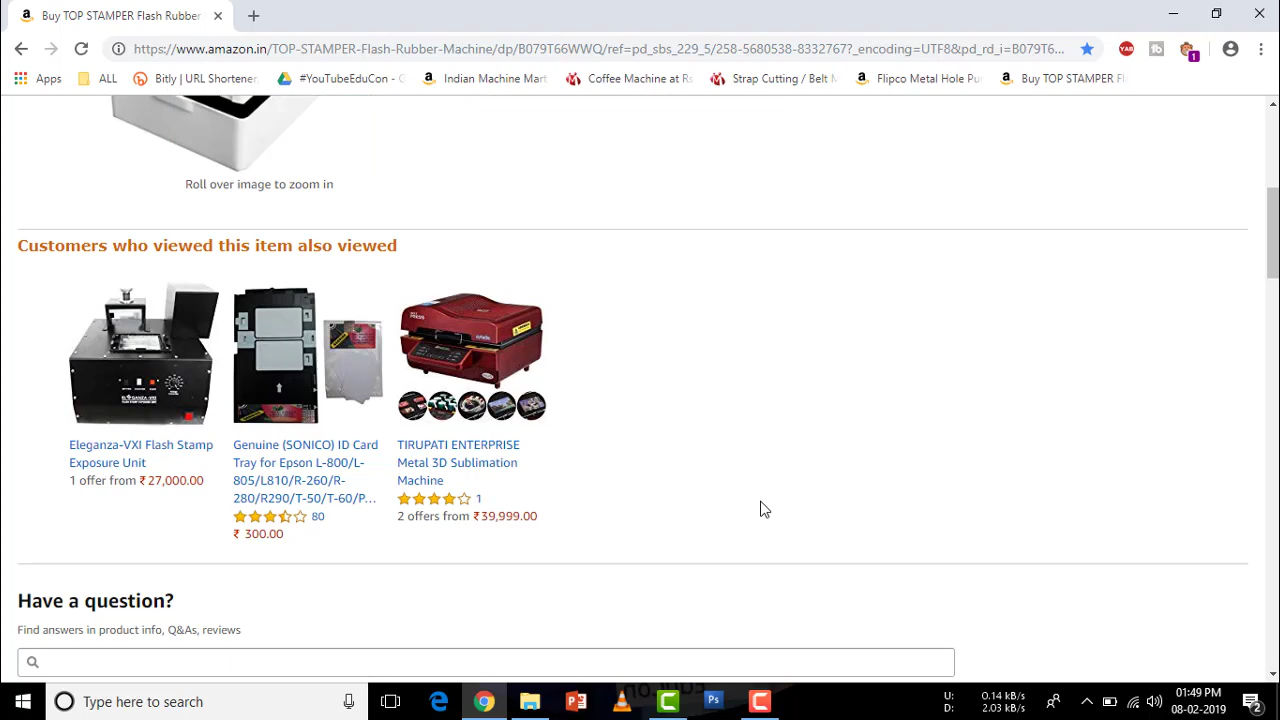 Buy TOP STAMPER Flash Rubber
https://www.amazon.in/TOP-STAMPER-Flash-Rubber-Machine/dp/B079T66WWQ/ref=pd_sbs_229_5/258-5680538-8332767?_encoding=UTF8&pd_rd_i=B079T6...
Apps ALL Bitly | URL Shortener #YouTubeEduCon - G Indian Machine Mart Coffee Machine at Rs Strap Cutting / Belt M Flipco Metal Hole Pu Buy TOP STAMPER Fl
Roll over image to zoom in
Customers who viewed this item also viewed
Eleganza-VXI Flash Stamp
Exposure Unit
1 offer from ₹27,000.00
Genuine (SONICO) ID Card
Tray for Epson L-800/L-
805/L810/R-260/R-
280/R290/T-50/T-60/P...
80
₹ 300.00
TIRUPATI ENTERPRISE
Metal 3D Sublimation
Machine
1
2 offers from ₹39,999.00
Have a question?
Find answers in product info, Q&As, reviews
Type here to search
U: 0.14 kB/s
D: 2.03 kB/s
01:49 PM
08-02-2019
2